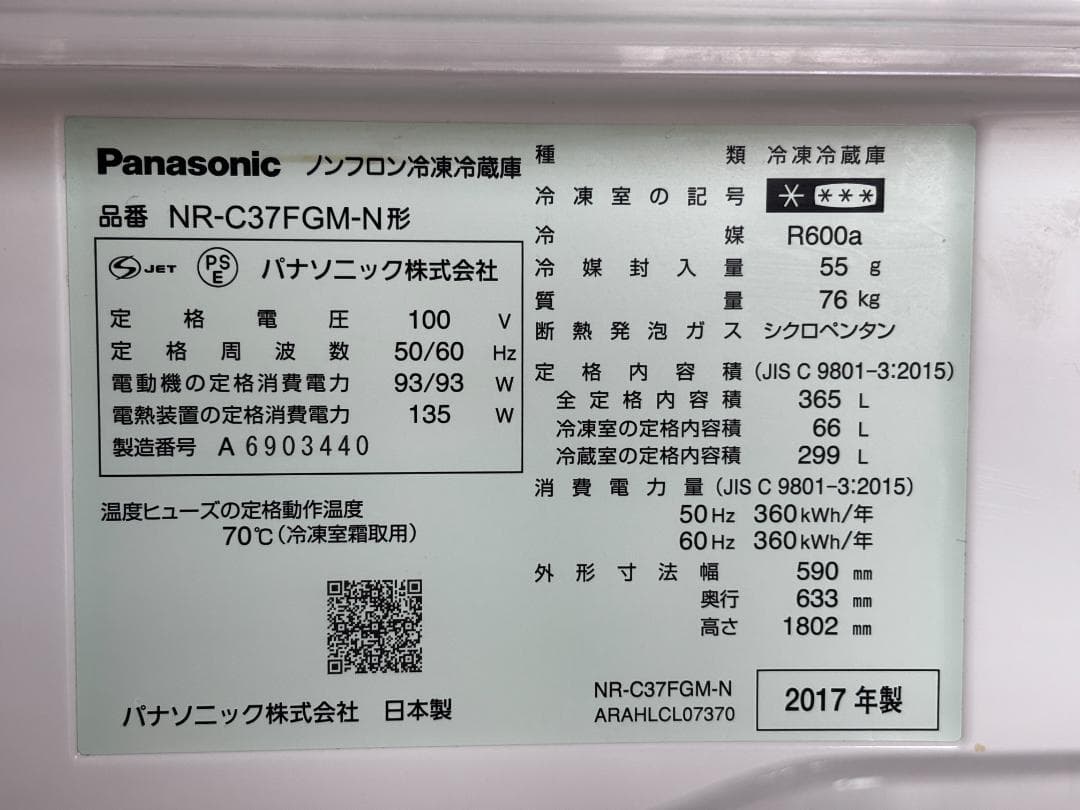 Panasonic ノンフロン冷凍冷蔵庫
品番 NR-C37FGM-N形
JET PSE パナソニック株式会社
定格電圧 100 V
定格周波数 50/60 Hz
電動機の定格消費電力 93/93 W
電熱装置の定格消費電力 135 W
製造番号 A 6903440
温度ヒューズの定格動作温度
70℃(冷凍室霜取用)
パナソニック株式会社 日本製
種類 冷凍冷蔵庫
冷凍室の記号 * ***
冷媒 R600a
冷媒封入量 55 g
質量 76 kg
断熱発泡ガス シクロペンタン
定格内容積 (JIS C 9801-3:2015)
全定格内容積 365 L
冷凍室の定格内容積 66 L
冷蔵室の定格内容積 299 L
消費電力量 (JIS C 9801-3:2015)
50Hz 360kWh/年
60Hz 360kWh/年
外形寸法 幅 590 mm
奥行 633 mm
高さ 1802 mm
NR-C37FGM-N
ARAHLCL07370
2017年製